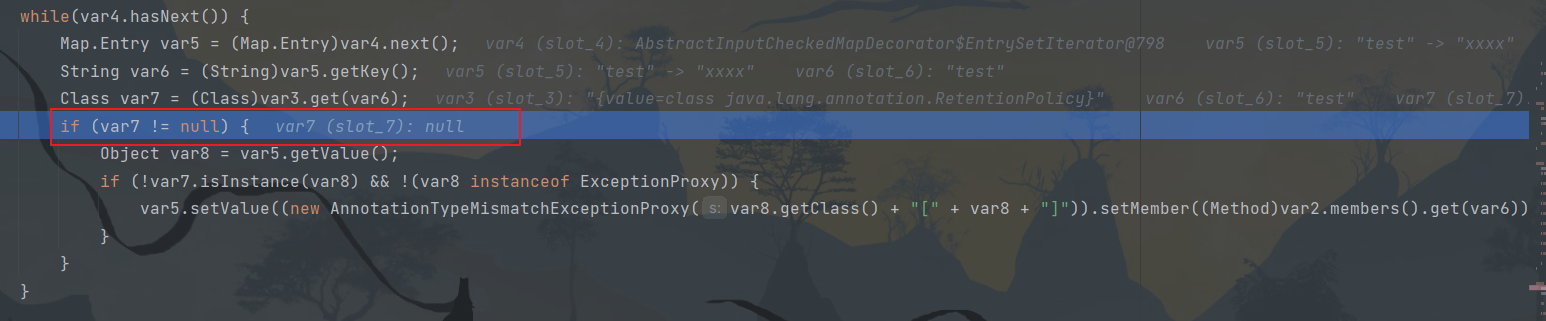 while(var4.hasNext()) {
Map.Entry var5 = (Map.Entry)var4.next(); var4 (slot_4): AbstractInputCheckedMapDecorator$EntrySetIterator@798 var5 (slot_5): "test" -> "xxxx"
String var6 = (String)var5.getKey(); var5 (slot_5): "test" -> "xxxx" var6 (slot_6): "test"
Class var7 = (Class)var3.get(var6); var3 (slot_3): "{value=class java.lang.annotation.RetentionPolicy}" var6 (slot_6): "test" var7 (slot_7)
if (var7 != null) { var7 (slot_7): null
Object var8 = var5.getValue();
if (!var7.isInstance(var8) && !(var8 instanceof ExceptionProxy)) {
var5.setValue((new AnnotationTypeMismatchExceptionProxy( s: var8.getClass() + "[" + var8 + "]")).setMember((Method)var2.members().get(var6))
}
}
}